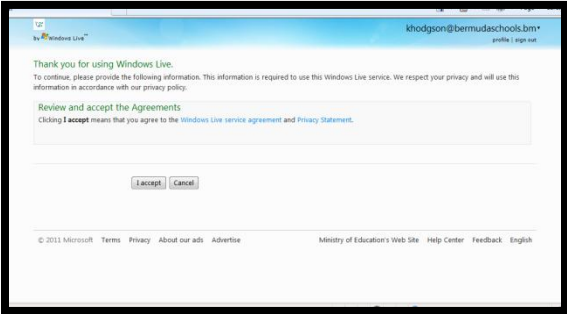 khodgson@bermudaschools.bm
by Windows Live™
profile | sign out
Thank you for using Windows Live.
To continue, please provide the following information. This information is required to use this Windows Live service. We respect your privacy and will use this
information in accordance with our privacy policy.
Review and accept the Agreements
Clicking I accept means that you agree to the Windows Live service agreement and Privacy Statement.
I accept Cancel
© 2011 Microsoft Terms Privacy About our ads Advertise Ministry of Education's Web Site Help Center Feedback English